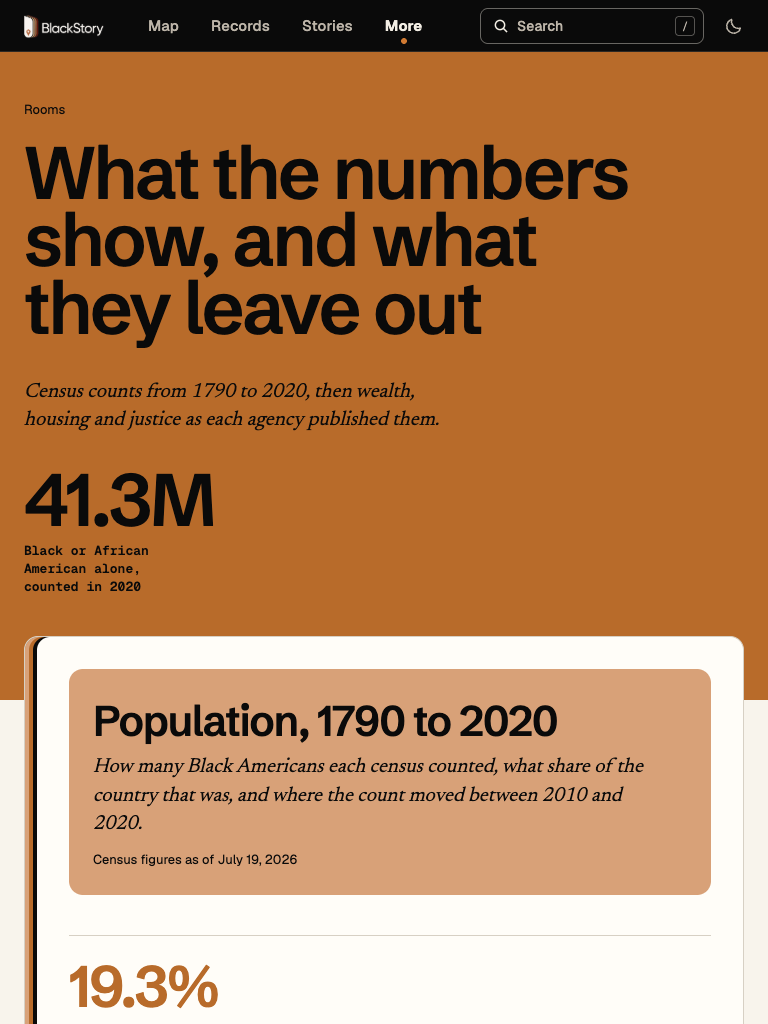 BlackStory
Map
Records
Stories
More
Search
/
Rooms
What the numbers
show, and what
they leave out
Census counts from 1790 to 2020, then wealth,
housing and justice as each agency published them.
41.3M
Black or African
American alone,
counted in 2020
Population, 1790 to 2020
How many Black Americans each census counted, what share of the
country that was, and where the count moved between 2010 and
2020.
Census figures as of July 19, 2026
19.3%